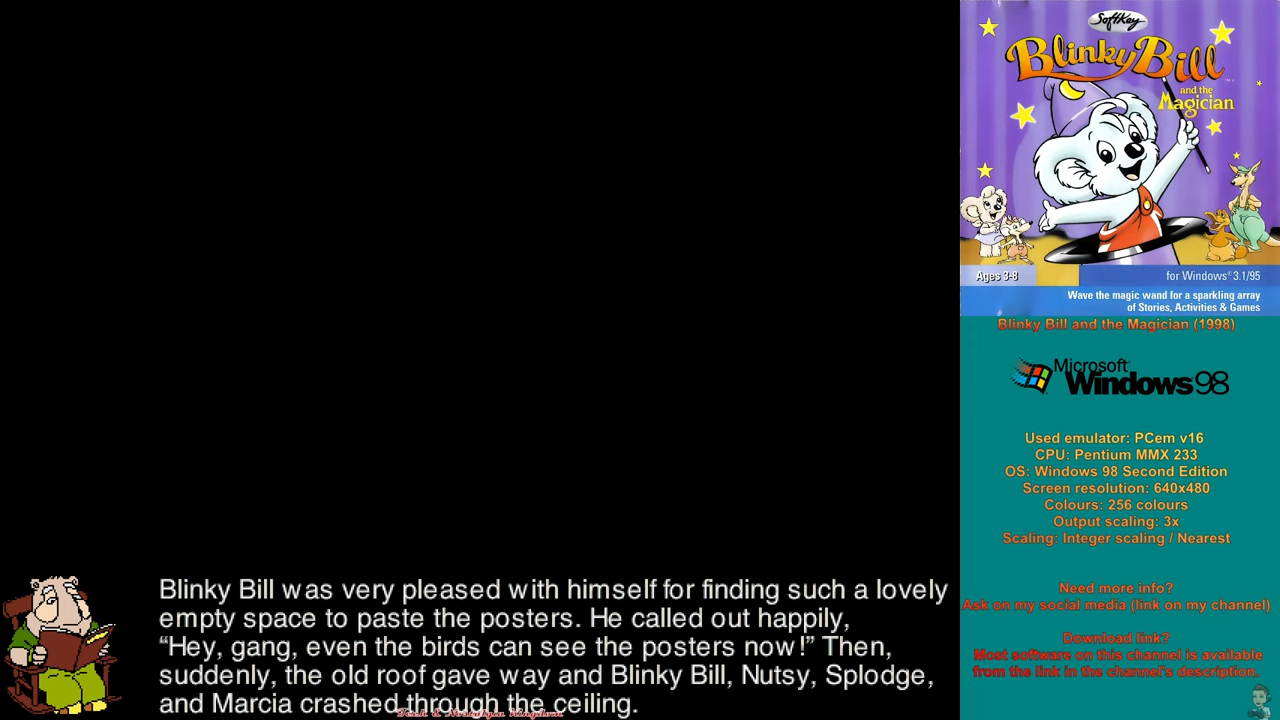 Blinky Bill was very pleased with himself for finding such a lovely
empty space to paste the posters. He called out happily,
“Hey, gang, even the birds can see the posters now!” Then,
suddenly, the old roof gave way and Blinky Bill, Nutsy, Splodge,
and Marcia crashed through the ceiling.
Tech & Nostalgia Kingdom
SoftKey
Blinky Bill
and the
Magician
Ages 3-8
for Windows® 3.1/95
Wave the magic wand for a sparkling array
of Stories, Activities & Games
Blinky Bill and the Magician (1998)
Microsoft
Windows 98
Used emulator: PCem v16
CPU: Pentium MMX 233
OS: Windows 98 Second Edition
Screen resolution: 640x480
Colours: 256 colours
Output scaling: 3x
Scaling: Integer scaling / Nearest
Need more info?
Ask on my social media (link on my channel)
Download link?
Most software on this channel is available
from the link in the channel's description.